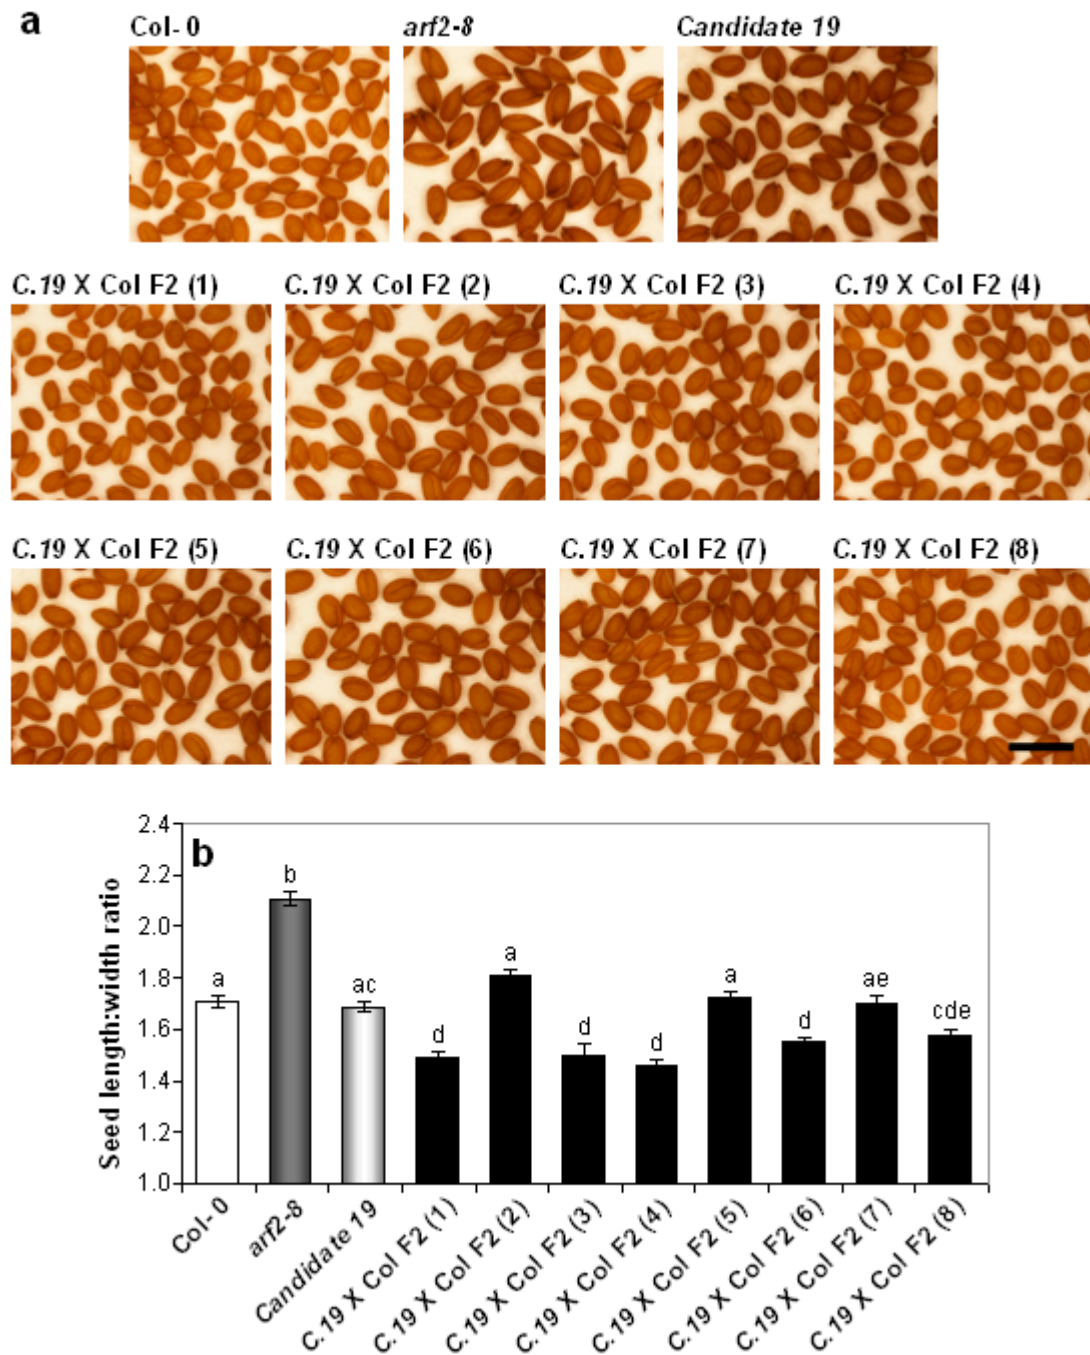 a
Col-0
arf2-8
Candidate 19
C.19 X Col F2 (1)
C.19 X Col F2 (2)
C.19 X Col F2 (3)
C.19 X Col F2 (4)
C.19 X Col F2 (5)
C.19 X Col F2 (6)
C.19 X Col F2 (7)
C.19 X Col F2 (8)
b
Seed length:width ratio
2.4
2.2
2.0
1.8
1.6
1.4
1.2
1.0
a
b
ac
d
a
d
d
a
d
ae
cde
Col-0
arf2-8
Candidate 19
C.19 X Col F2 (1)
C.19 X Col F2 (2)
C.19 X Col F2 (3)
C.19 X Col F2 (4)
C.19 X Col F2 (5)
C.19 X Col F2 (6)
C.19 X Col F2 (7)
C.19 X Col F2 (8)